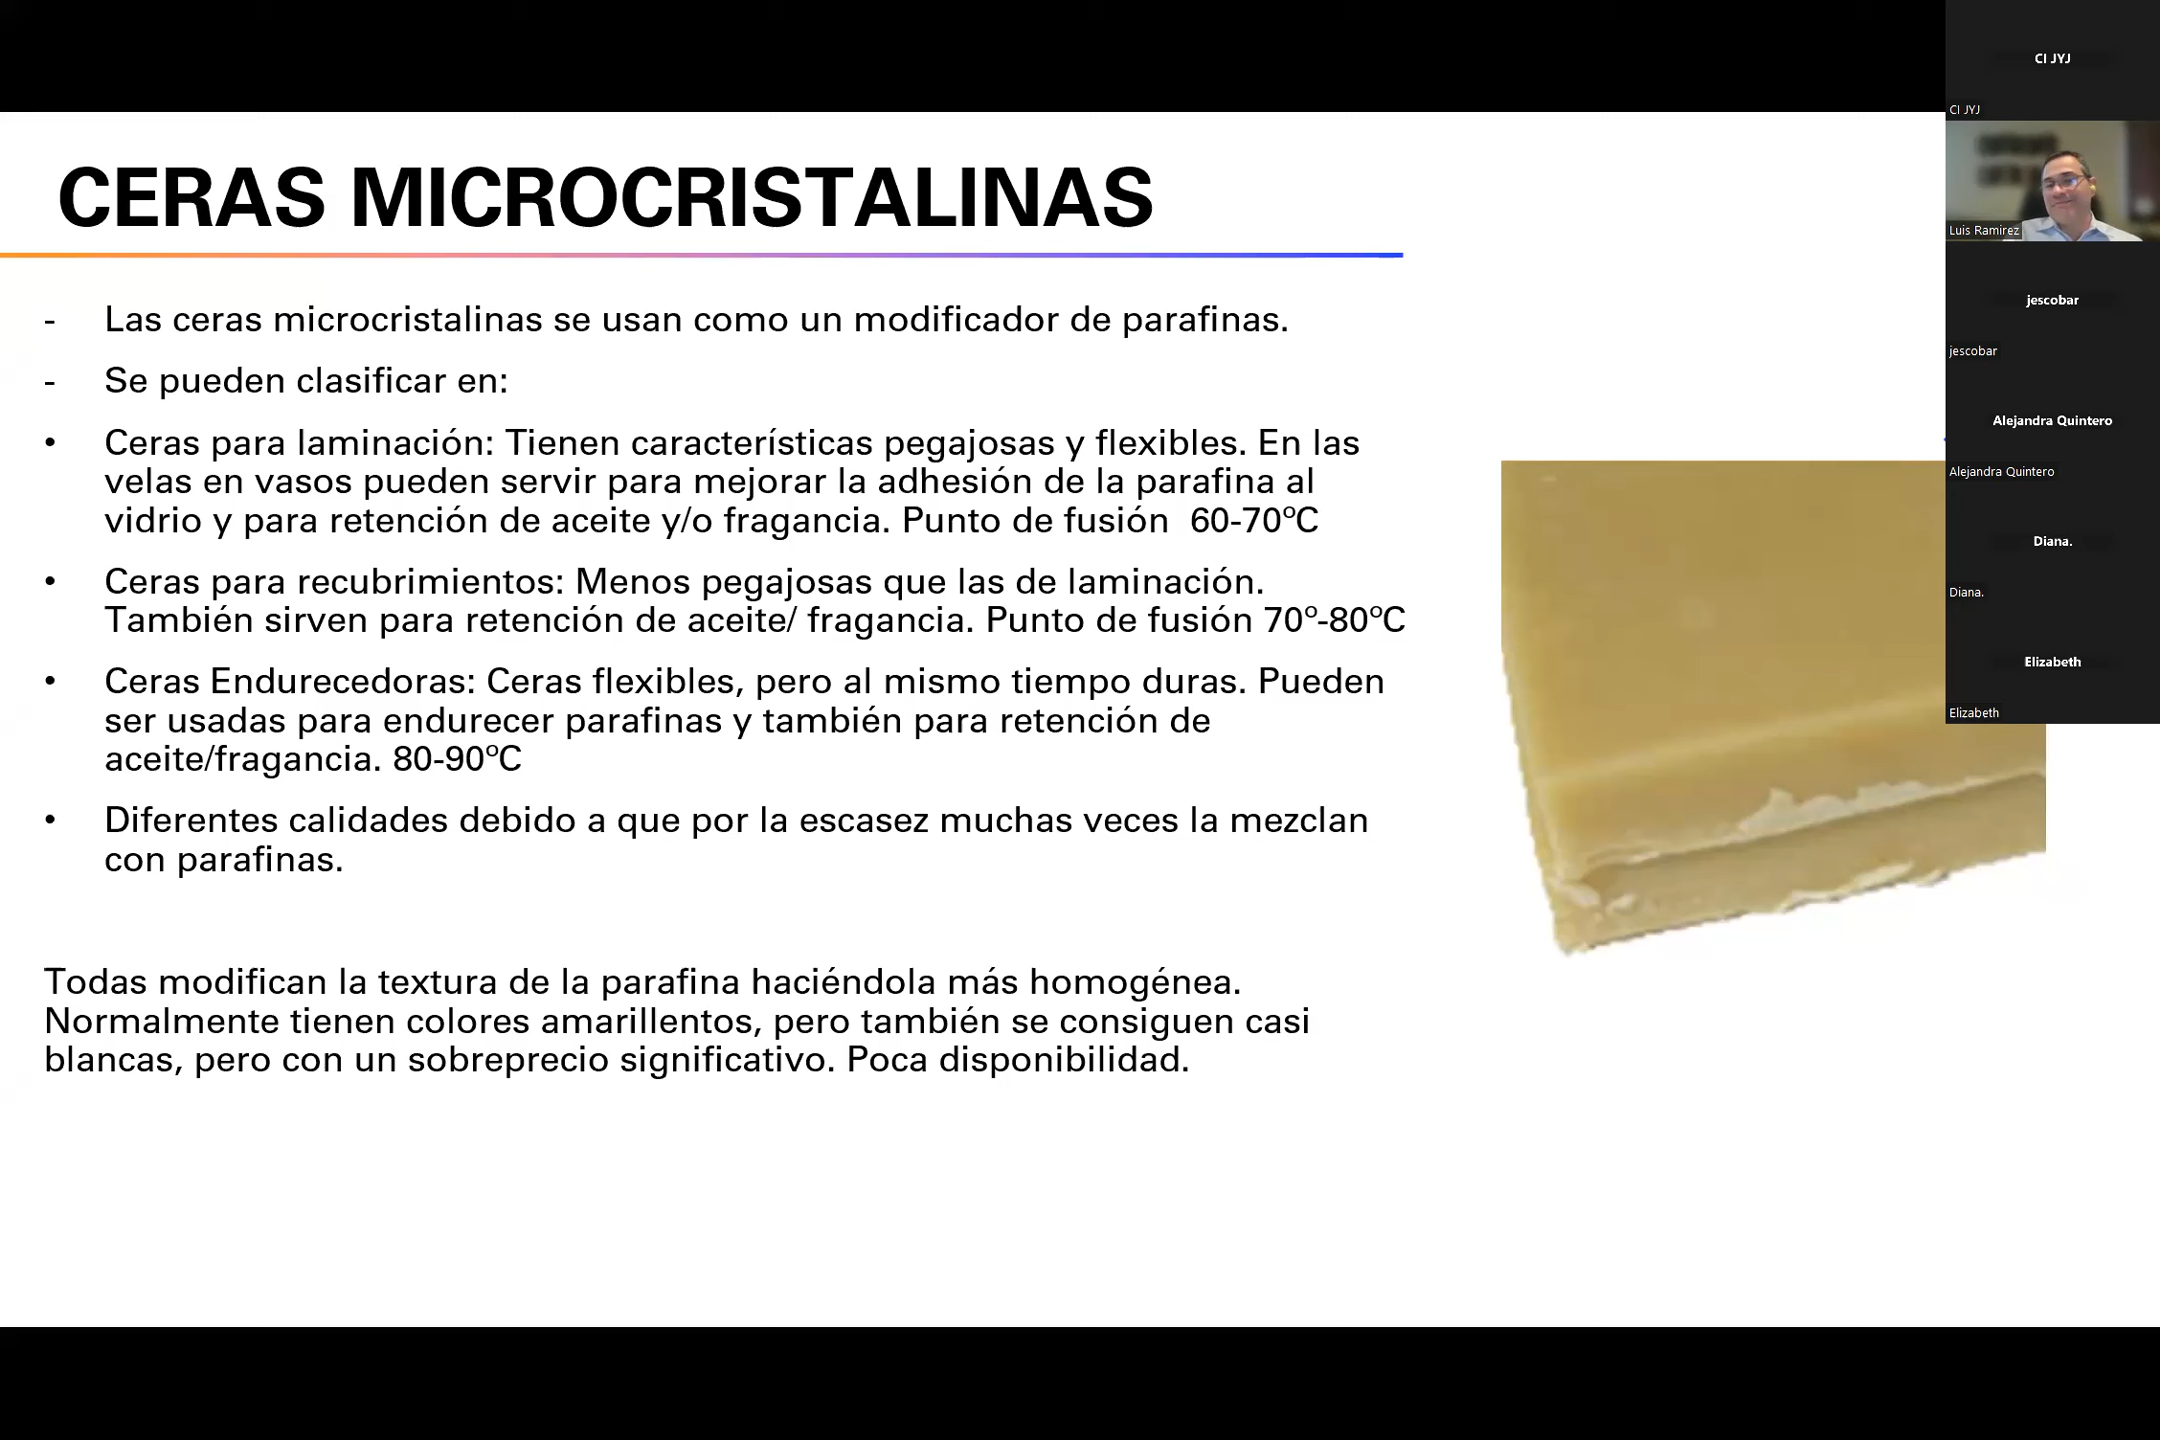 CERAS MICROCRISTALINAS
- Las ceras microcristalinas se usan como un modificador de parafinas.
- Se pueden clasificar en:
• Ceras para laminación: Tienen características pegajosas y flexibles. En las
velas en vasos pueden servir para mejorar la adhesión de la parafina al
vidrio y para retención de aceite y/o fragancia. Punto de fusión  60-70ºC
• Ceras para recubrimientos: Menos pegajosas que las de laminación.
También sirven para retención de aceite/ fragancia. Punto de fusión 70º-80ºC
• Ceras Endurecedoras: Ceras flexibles, pero al mismo tiempo duras. Pueden
ser usadas para endurecer parafinas y también para retención de
aceite/fragancia. 80-90ºC
• Diferentes calidades debido a que por la escasez muchas veces la mezclan
con parafinas.
Todas modifican la textura de la parafina haciéndola más homogénea.
Normalmente tienen colores amarillentos, pero también se consiguen casi
blancas, pero con un sobreprecio significativo. Poca disponibilidad.
CI JYJ
CI JYJ
Luis Ramirez
jescobar
jescobar
Alejandra Quintero
Alejandra Quintero
Diana.
Diana.
Elizabeth
Elizabeth